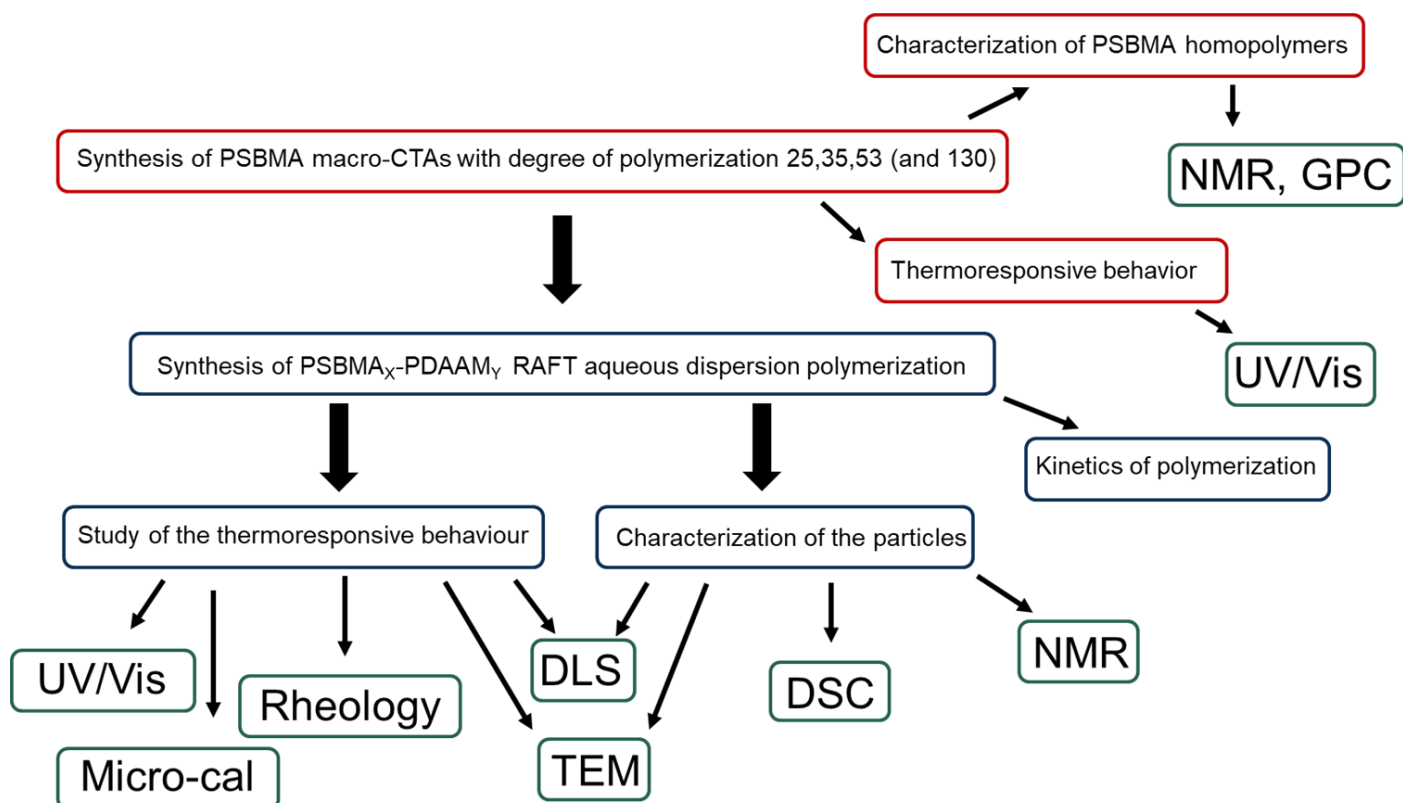 Characterization of PSBMA homopolymers
Synthesis of PSBMA macro-CTAs with degree of polymerization 25,35,53 (and 130)
NMR, GPC
Thermoresponsive behavior
Synthesis of PSBMAX-PDAAMY RAFT aqueous dispersion polymerization
UV/Vis
Kinetics of polymerization
Study of the thermoresponsive behaviour
Characterization of the particles
UV/Vis
Rheology
DLS
DSC
NMR
Micro-cal
TEM